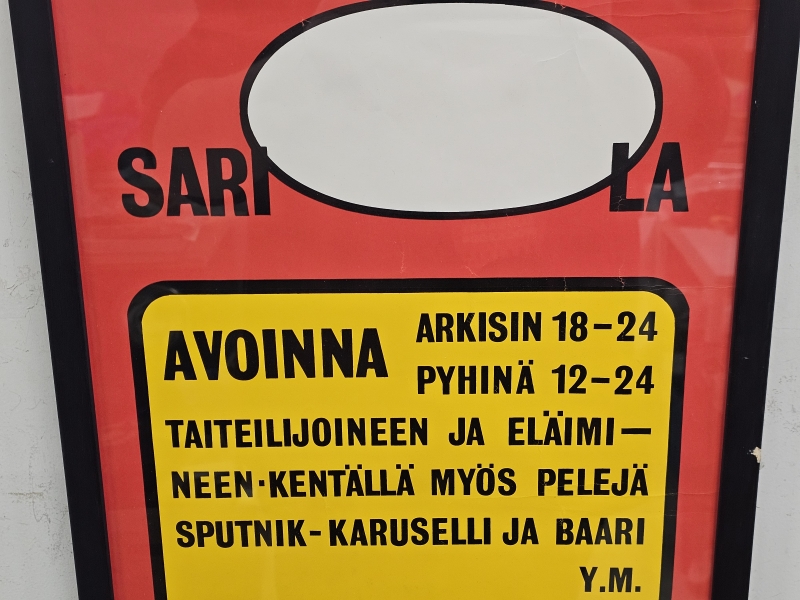 SARI LA
AVOINNA ARKISIN 18-24
PYHINÄ 12-24
TAITEILIJOINEEN JA ELÄIMI—
NEEN·KENTÄLLÄ MYÖS PELEJÄ
SPUTNIK-KARUSELLI JA BAARI
Y.M.